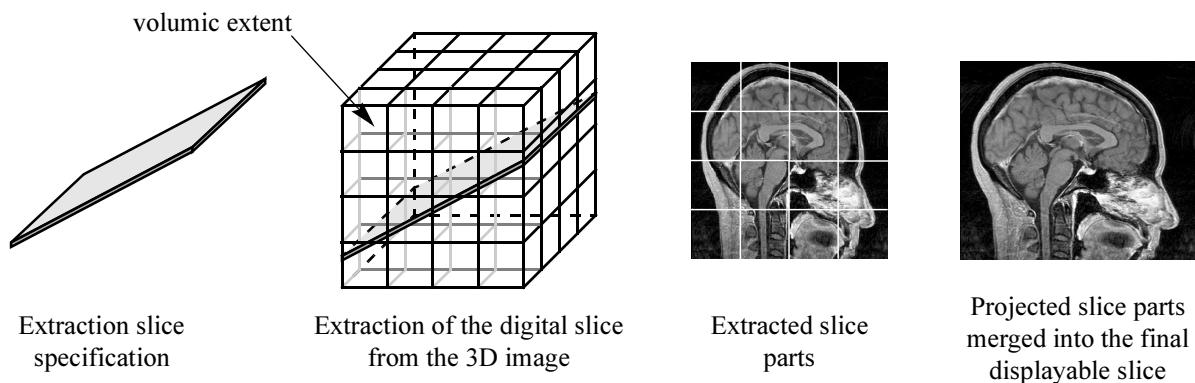 volumic extent
Extraction slice
specification
Extraction of the digital slice
from the 3D image
Extracted slice
parts
Projected slice parts
merged into the final
displayable slice